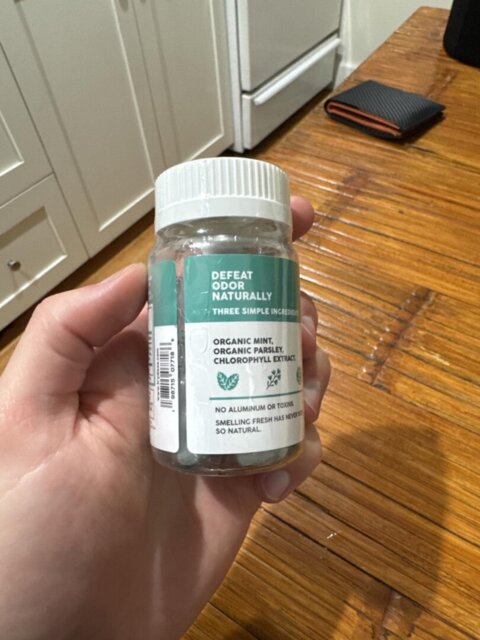 DEFEAT
ODOR
NATURALLY
THREE SIMPLE
ORGANIC MINT,
ORGANIC PARSLEY,
CHLOROPHYLL EXTRACT.
NO ALUMINUM OR TOXINS.
SMELLING FRESH HAS NEVER
SO NATURAL.